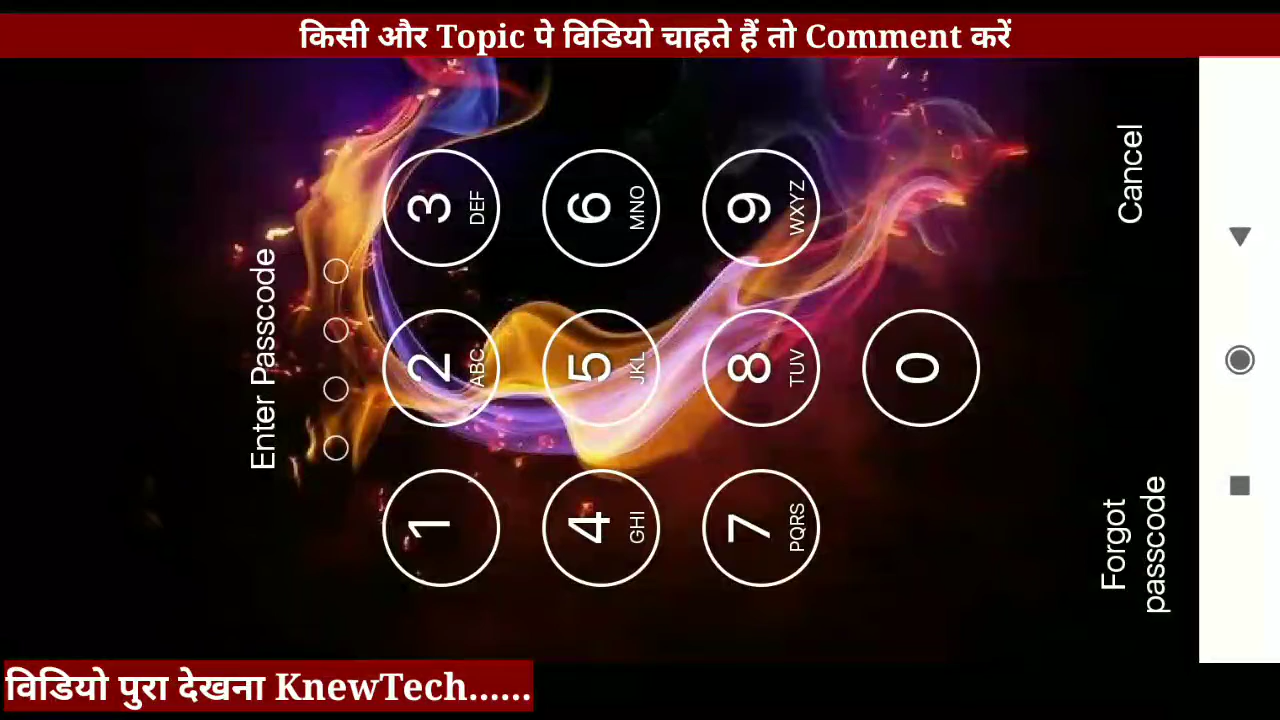 किसी और Topic पे विडियो चाहते हैं तो Comment करें
Enter Passcode
1
2
ABC
3
DEF
4
GHI
5
JKL
6
MNO
7
PQRS
8
TUV
9
WXYZ
0
Forgot
passcode
Cancel
विडियो पुरा देखना KnewTech......